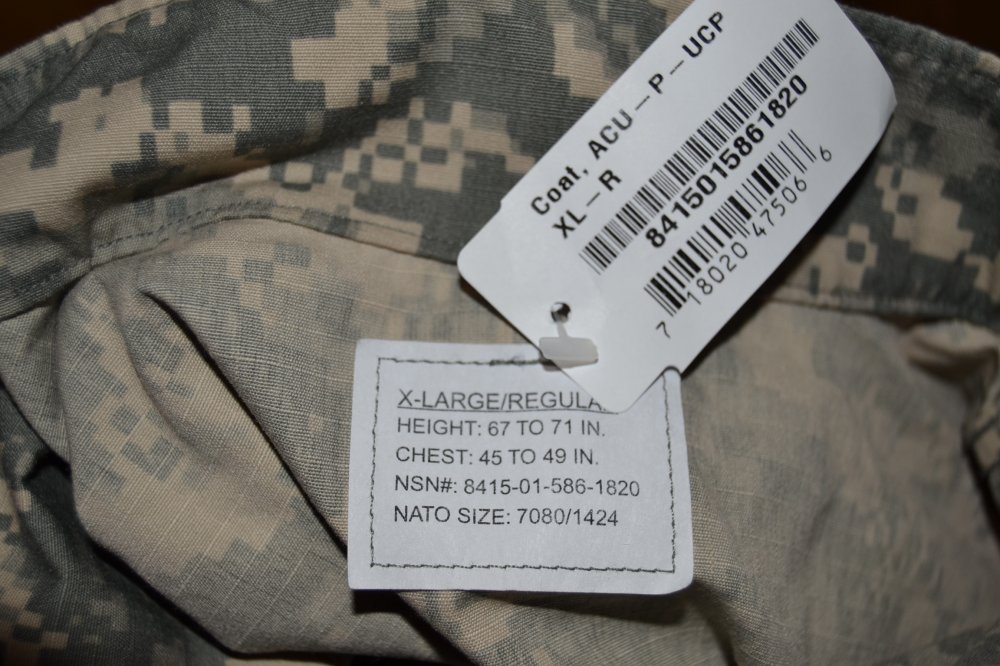 Coat, ACU – P – UCP
XL – R
8415015861820
7 18020 47506 6
X-LARGE/REGULA
HEIGHT: 67 TO 71 IN.
CHEST: 45 TO 49 IN.
NSN#: 8415-01-586-1820
NATO SIZE: 7080/1424